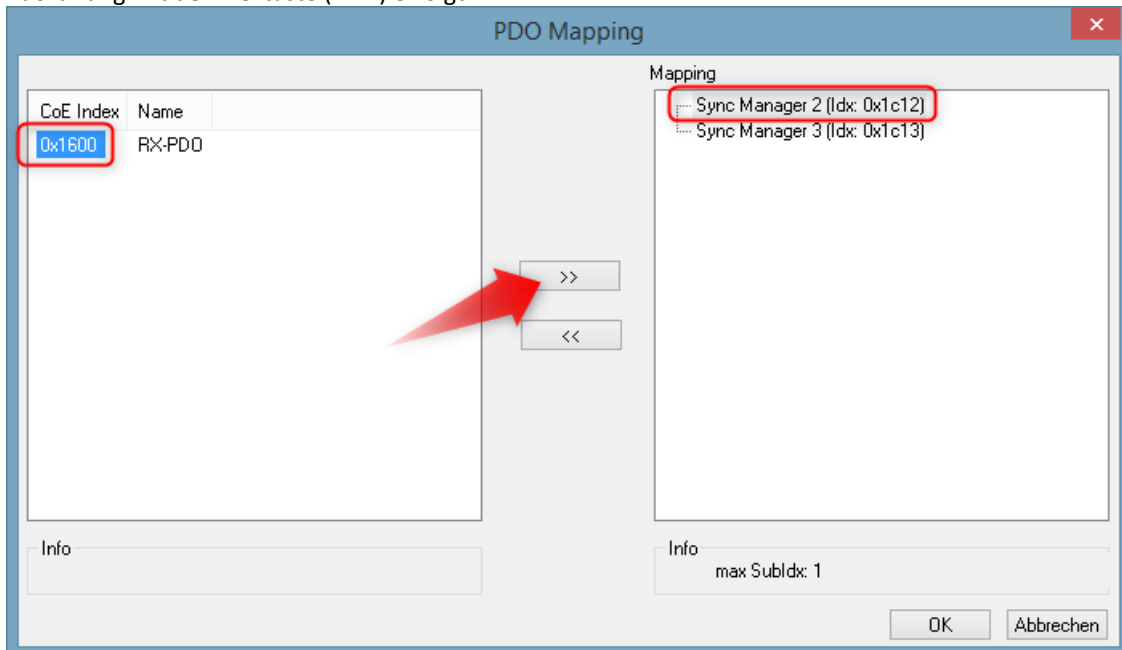 PDO Mapping
Mapping
CoE Index Name
0x1600 RX-PDO
Sync Manager 2 (Idx: 0x1c12)
Sync Manager 3 (Idx: 0x1c13)
>>
<<
Info
Info
max SubIdx: 1
OK Abbrechen